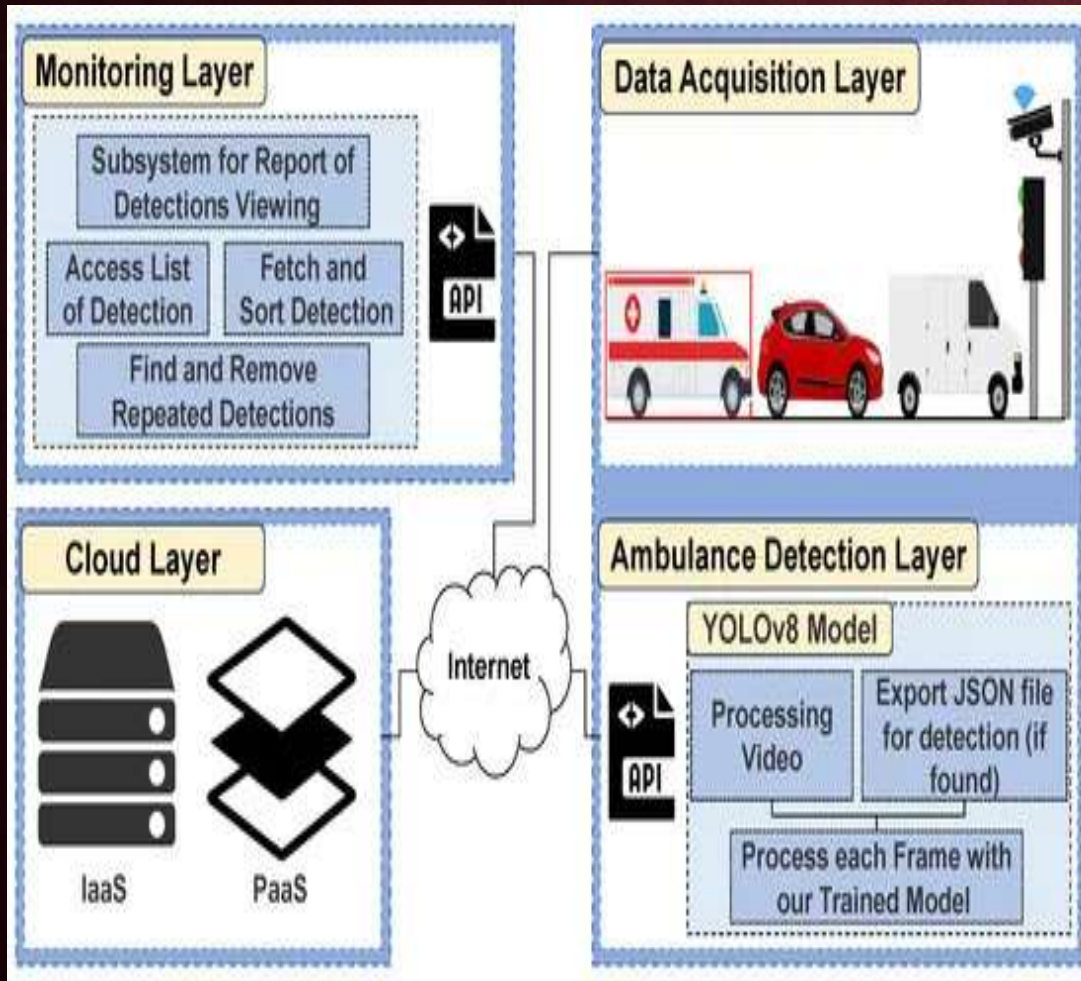 Monitoring Layer
Subsystem for Report of
Detections Viewing
Access List
of Detection
Fetch and
Sort Detection
Find and Remove
Repeated Detections
API
Data Acquisition Layer
Cloud Layer
IaaS
PaaS
Internet
Ambulance Detection Layer
YOLOv8 Model
API
Processing
Video
Export JSON file
for detection (if
found)
Process each Frame with
our Trained Model